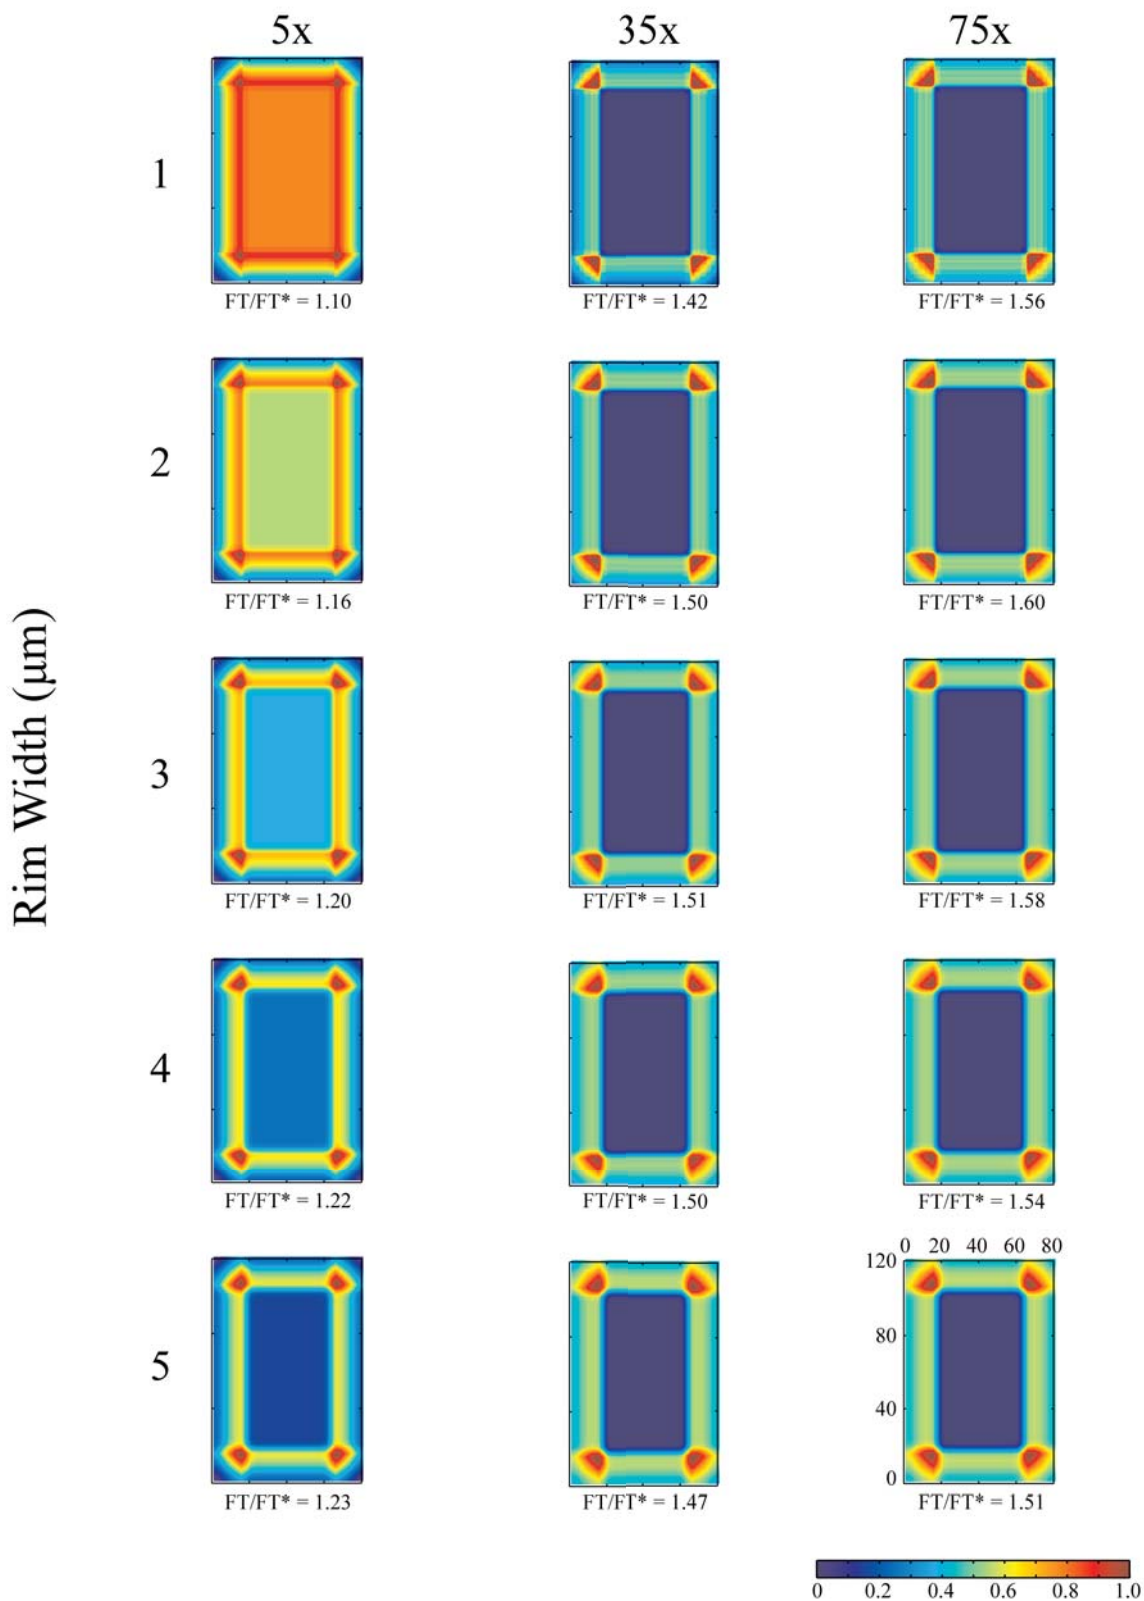 5x 35x 75x
Rim Width (μm)
1
FT/FT* = 1.10 FT/FT* = 1.42 FT/FT* = 1.56
2
FT/FT* = 1.16 FT/FT* = 1.50 FT/FT* = 1.60
3
FT/FT* = 1.20 FT/FT* = 1.51 FT/FT* = 1.58
4
FT/FT* = 1.22 FT/FT* = 1.50 FT/FT* = 1.54
0 20 40 60 80
120
80
5
40
0
FT/FT* = 1.23 FT/FT* = 1.47 FT/FT* = 1.51
0 0.2 0.4 0.6 0.8 1.0